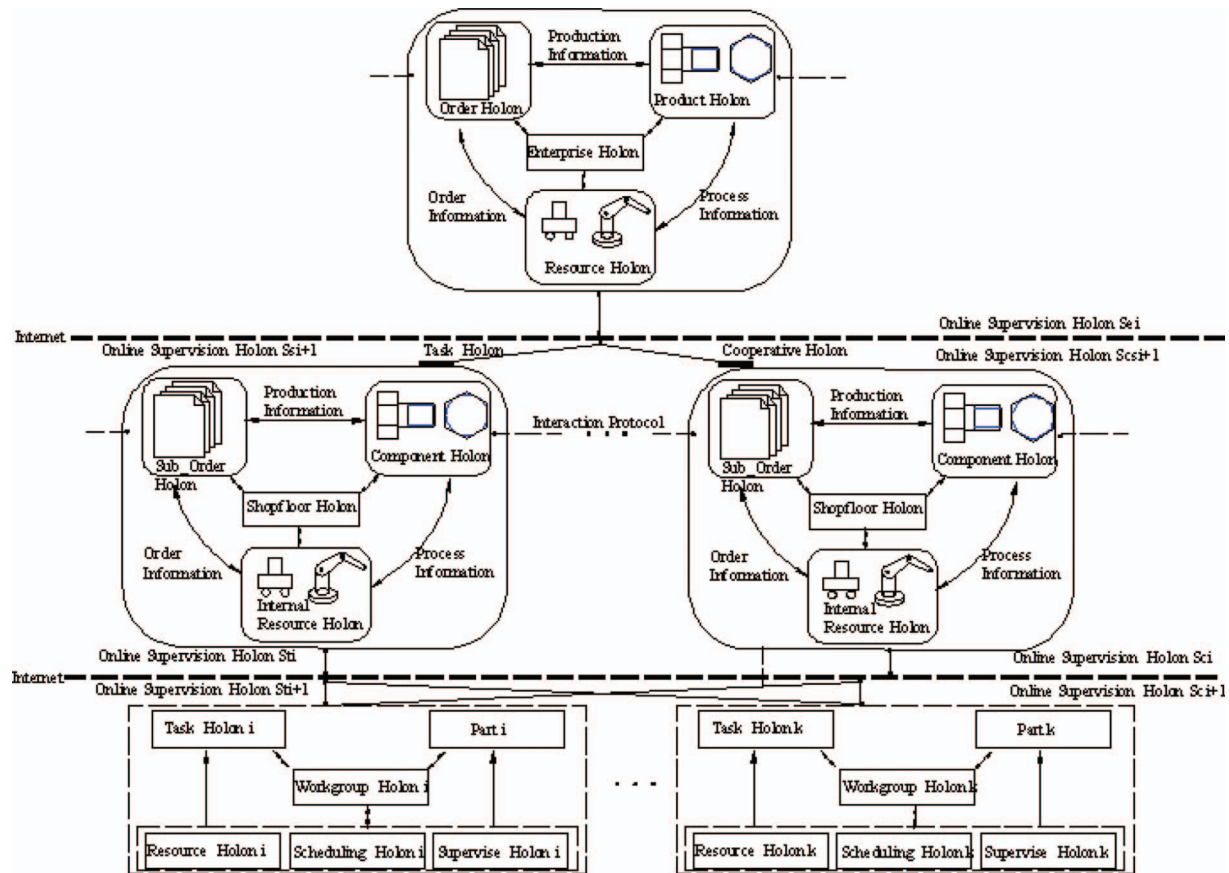 Production
Information
Order Holon
Product Holon
Enterprise Holon
Order
Information
Process
Information
Resource Holon
Internet
Online Supervision Holon Sei
Online Supervision Holon Ssi+1
Task Holon
Cooperative Holon
Online Supervision Holon Scsi+1
Production
Information
Sub_Order
Holon
Component Holon
Shopfloor Holon
Order
Information
Process
Information
Internal
Resource Holon
Interaction Protocol
. . .
Production
Information
Sub_Order
Holon
Component Holon
Shopfloor Holon
Order
Information
Process
Information
Internal
Resource Holon
Online Supervision Holon Sti
Online Supervision Holon Sci
Internet
Online Supervision Holon Sti+1
Online Supervision Holon Sci+1
Task Holon i
Part i
Workgroup Holon i
Resource Holon i
Scheduling Holon i
Supervise Holon i
. . .
Task Holon k
Part k
Workgroup Holon k
Resource Holon k
Scheduling Holon k
Supervise Holon k